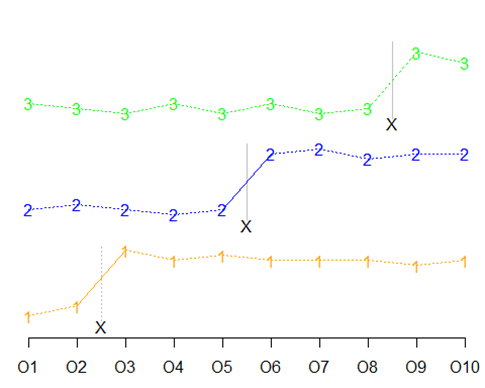 3 3 3 3 3 3 3 3 3 3
X
2 2 2 2 2 2 2 2 2 2
X
1 1 1 1 1 1 1 1 1 1
X
O1 O2 O3 O4 O5 O6 O7 O8 O9 O10